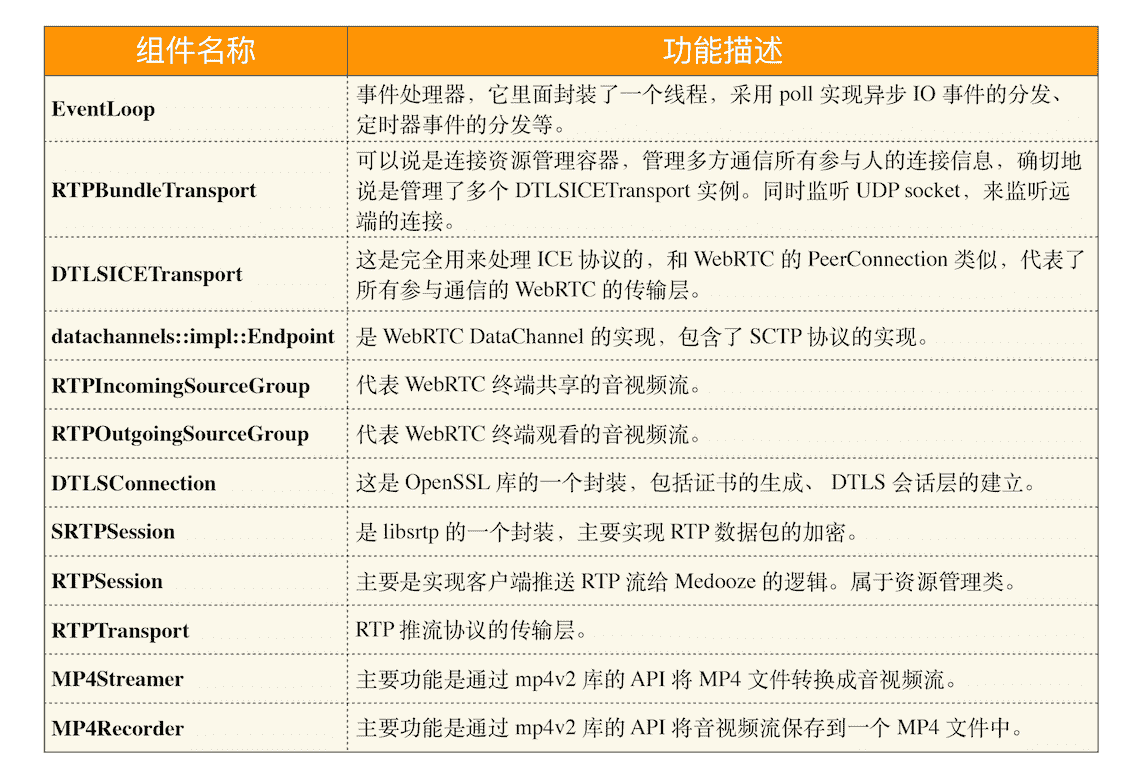 组件名称 功能描述
EventLoop
事件处理器，它里面封装了一个线程，采用 poll 实现异步 IO 事件的分发、
定时器事件的分发等。
RTPBundleTransport
可以说是连接资源管理容器，管理多方通信所有参与人的连接信息，确切地
说是管理了多个 DTLSICETransport 实例。同时监听 UDP socket，来监听远
端的连接。
DTLSICETransport
这是完全用来处理 ICE 协议的，和 WebRTC 的 PeerConnection 类似，代表了
所有参与通信的 WebRTC 的传输层。
datachannels::impl::Endpoint 是 WebRTC DataChannel 的实现，包含了 SCTP 协议的实现。
RTPIncomingSourceGroup 代表 WebRTC 终端共享的音视频流。
RTPOutgoingSourceGroup 代表 WebRTC 终端观看的音视频流。
DTLSConnection 这是 OpenSSL 库的一个封装，包括证书的生成、 DTLS 会话层的建立。
SRTPSession 是 libsrtp 的一个封装，主要实现 RTP 数据包的加密。
RTPSession 主要是实现客户端推送 RTP 流给 Medooze 的逻辑。属于资源管理类。
RTPTransport RTP 推流协议的传输层。
MP4Streamer 主要功能是通过 mp4v2 库的 API 将 MP4 文件转换成音视频流。
MP4Recorder 主要功能是通过 mp4v2 库的 API 将音视频流保存到一个 MP4 文件中。